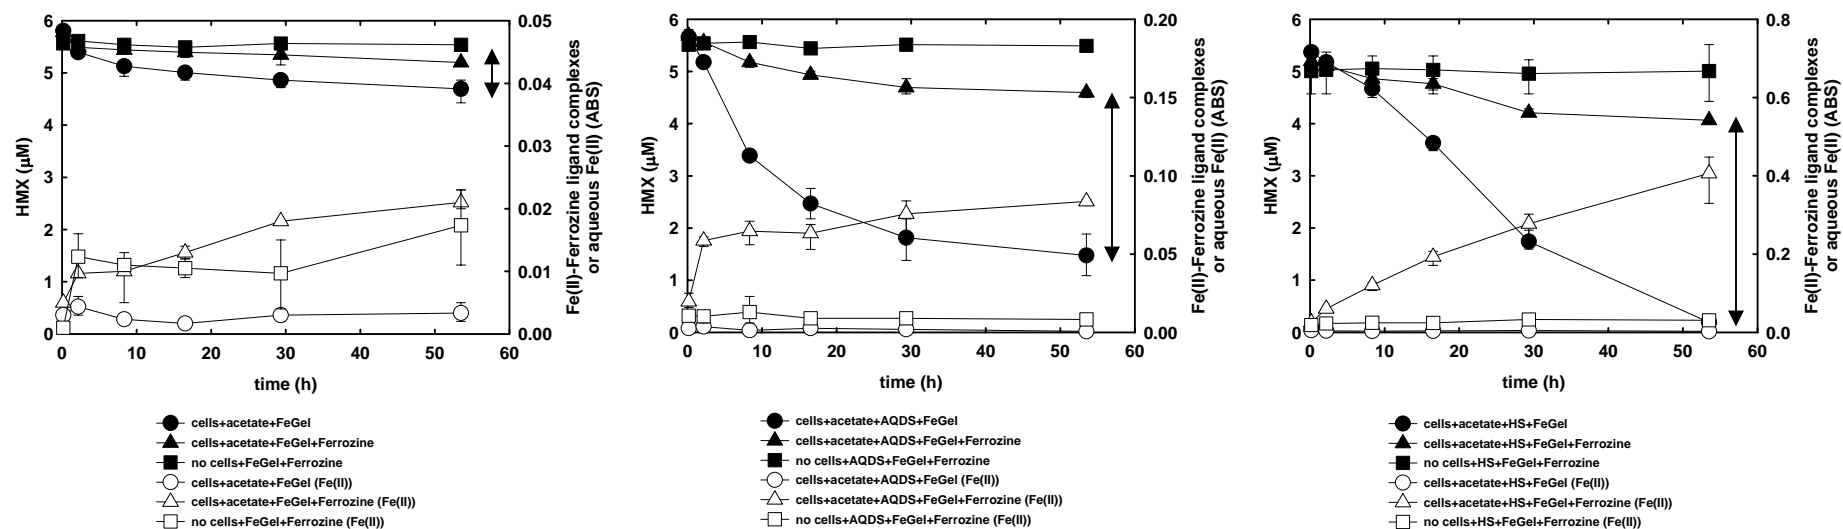 6
5
4
3
2
1
0
HMX (µM)
0 10 20 30 40 50 60
time (h)
0.05
0.04
0.03
0.02
0.01
0.00
Fe(II)-Ferrozine ligand complexes
or aqueous Fe(II) (ABS)
cells+acetate+FeGel
cells+acetate+FeGel+Ferrozine
no cells+FeGel+Ferrozine
cells+acetate+FeGel (Fe(II))
cells+acetate+FeGel+Ferrozine (Fe(II))
no cells+FeGel+Ferrozine (Fe(II))
6
5
4
3
2
1
0
HMX (µM)
0 10 20 30 40 50 60
time (h)
0.20
0.15
0.10
0.05
0.00
Fe(II)-Ferrozine ligand complexes
or aqueous Fe(II) (ABS)
cells+acetate+AQDS+FeGel
cells+acetate+AQDS+FeGel+Ferrozine
no cells+AQDS+FeGel+Ferrozine
cells+acetate+AQDS+FeGel (Fe(II))
cells+acetate+AQDS+FeGel+Ferrozine (Fe(II))
no cells+AQDS+FeGel+Ferrozine (Fe(II))
6
5
4
3
2
1
0
HMX (µM)
0 10 20 30 40 50 60
time (h)
0.8
0.6
0.4
0.2
0.0
Fe(II)-Ferrozine ligand complexes
or aqueous Fe(II) (ABS)
cells+acetate+HS+FeGel
cells+acetate+HS+FeGel+Ferrozine
no cells+HS+FeGel+Ferrozine
cells+acetate+HS+FeGel (Fe(II))
cells+acetate+HS+FeGel+Ferrozine (Fe(II))
no cells+HS+FeGel+Ferrozine (Fe(II))